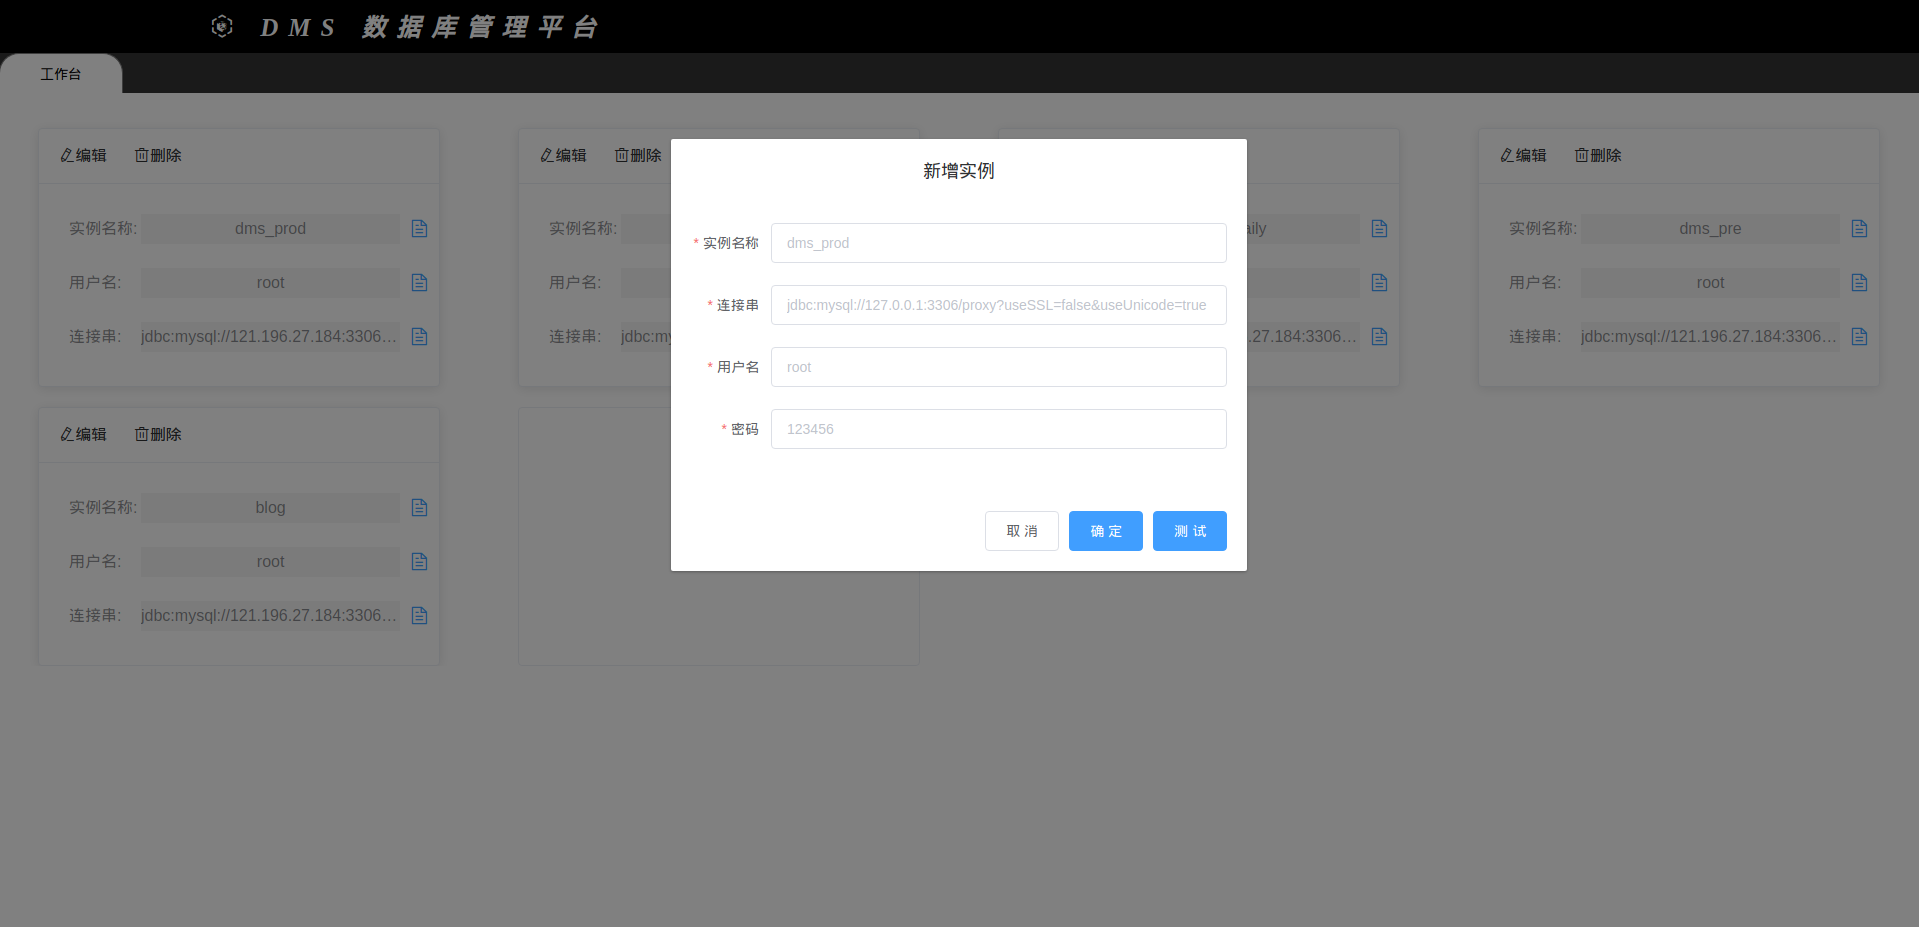 DMS 数据库管理平台
工作台
编辑 删除
实例名称: dms_prod
用户名: root
连接串: jdbc:mysql://121.196.27.184:3306...
编辑 删除
实例名称:
用户名:
连接串: jdbc:my
aily
.27.184:3306...
编辑 删除
实例名称: dms_pre
用户名: root
连接串: jdbc:mysql://121.196.27.184:3306...
编辑 删除
实例名称: blog
用户名: root
连接串: jdbc:mysql://121.196.27.184:3306...
新增实例
* 实例名称 dms_prod
* 连接串 jdbc:mysql://127.0.0.1:3306/proxy?useSSL=false&useUnicode=true
* 用户名 root
* 密码 123456
取 消 确 定 测 试